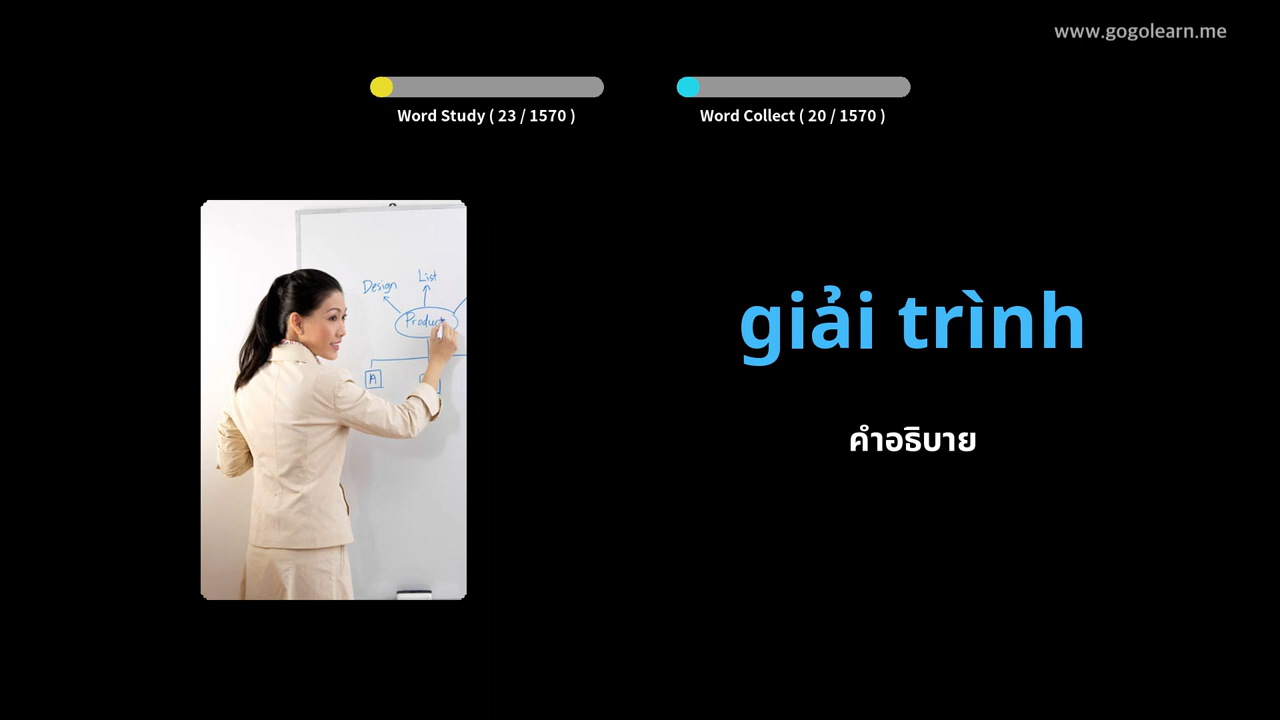 www.gogolearn.me
Word Study ( 23 / 1570 )
Word Collect ( 20 / 1570 )
Design
List
Product
A
giải trình
คำอธิบาย